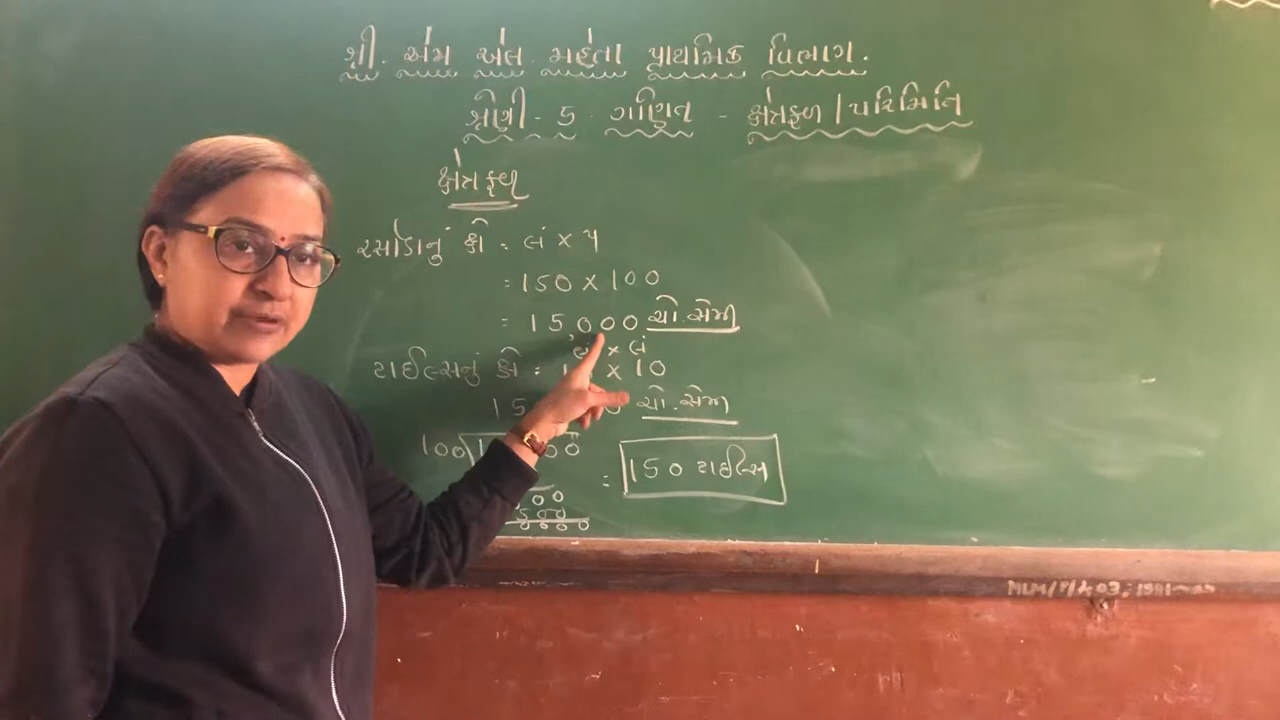 શ્રી. એમ એલ. મહેતા પ્રાથમિક વિભાગ.
શ્રેણી - 5 ગણિત - ક્ષેત્રફળ / પરિમિતિ
ક્ષેત્રફળ
રસોડાનું ક્ષે = લં × પ
= 150 × 100
= 15,000 ચો.સેમી
લં × લં
ટાઈલ્સનું ક્ષે = × 10
ચો.સેમી
100
= 150 ટાઈલ્સ